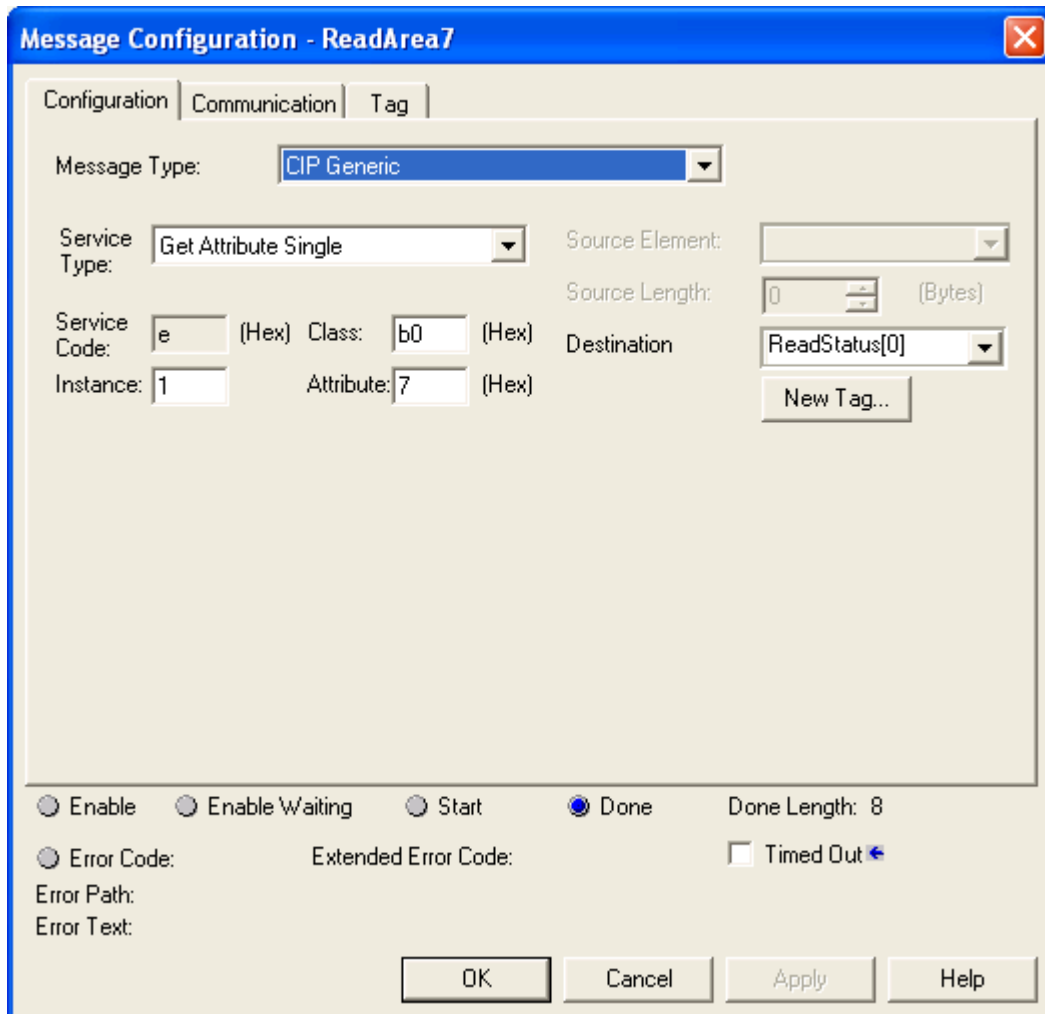 Message Configuration - ReadArea7
Configuration Communication Tag
Message Type: CIP Generic
Service Type: Get Attribute Single
Source Element:
Source Length: 0 (Bytes)
Service Code: e (Hex) Class: b0 (Hex)
Destination ReadStatus[0]
Instance: 1 Attribute: 7 (Hex)
New Tag...
Enable Enable Waiting Start Done Done Length: 8
Error Code: Extended Error Code: Timed Out
Error Path:
Error Text:
OK Cancel Apply Help